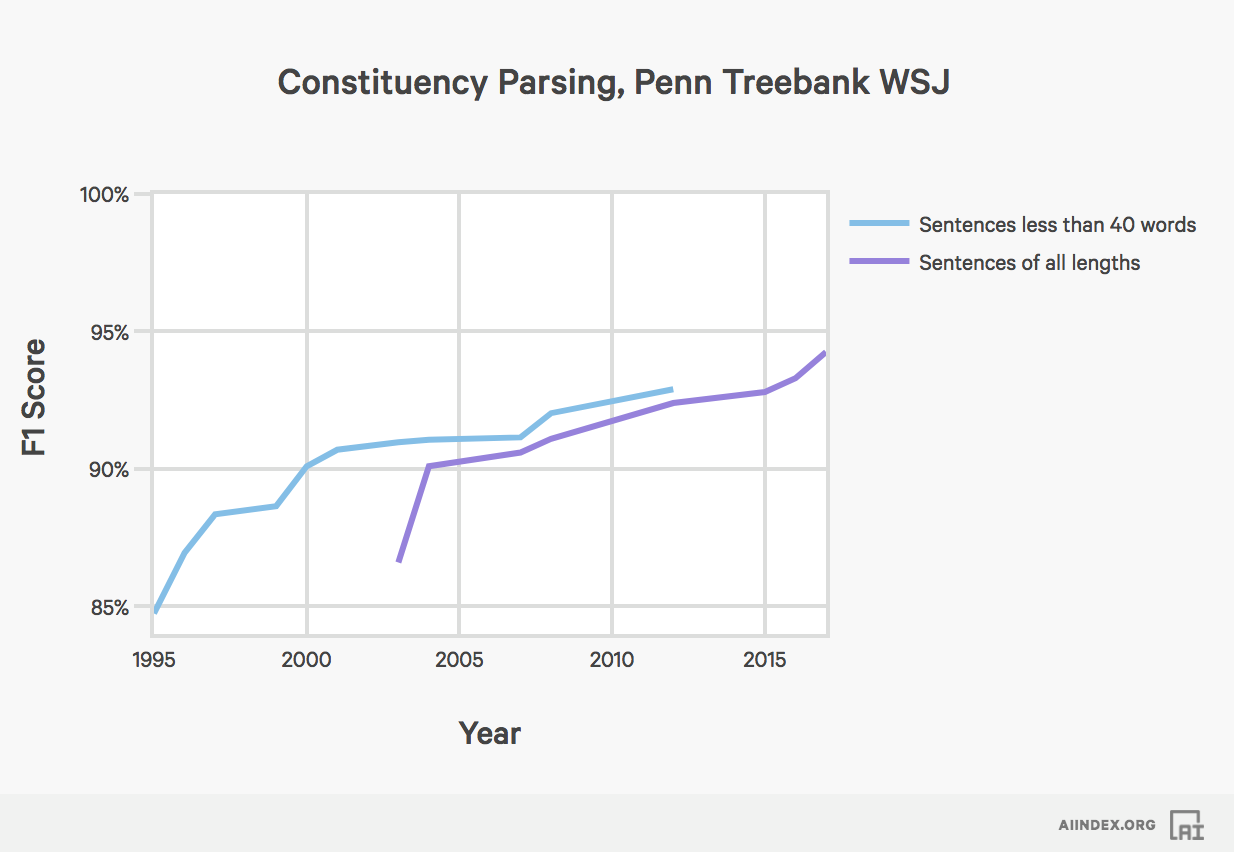 Constituency Parsing, Penn Treebank WSJ
100%
95%
90%
85%
F1 Score
1995
2000
2005
2010
2015
Year
Sentences less than 40 words
Sentences of all lengths
AIINDEX.ORG
AI